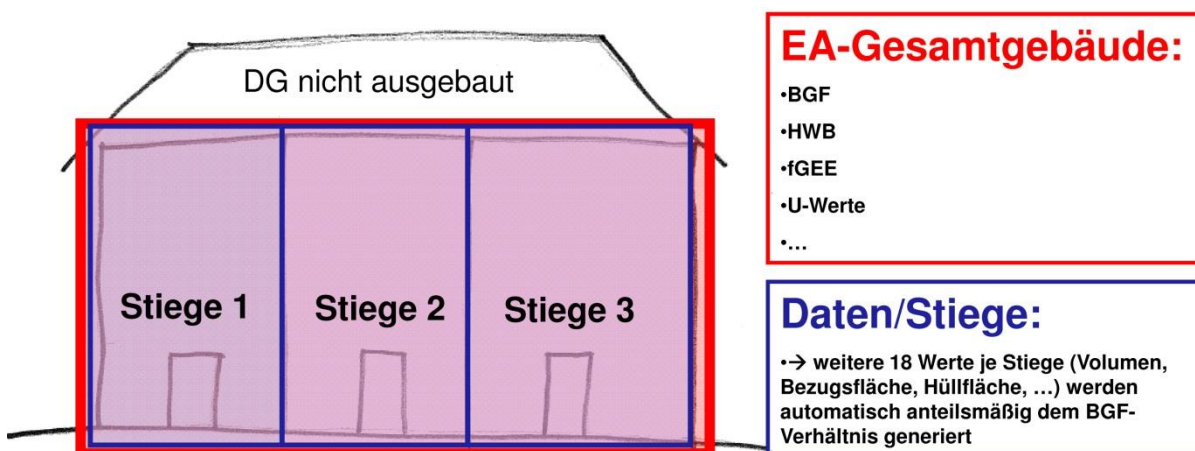 DG nicht ausgebaut
Stiege 1
Stiege 2
Stiege 3
EA-Gesamtgebäude:
•BGF
•HWB
•fGEE
•U-Werte
•...
Daten/Stiege:
•→ weitere 18 Werte je Stiege (Volumen,
Bezugsfläche, Hüllfläche, ...) werden
automatisch anteilsmäßig dem BGF-
Verhältnis generiert